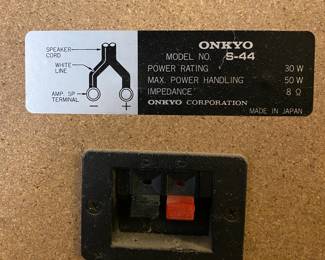 SPEAKER
CORD
WHITE
LINE
AMP. SP
TERMINAL
− +
ONKYO
MODEL NO. S-44
POWER RATING 30 W
MAX. POWER HANDLING 50 W
IMPEDANCE 8 Ω
ONKYO CORPORATION
MADE IN JAPAN